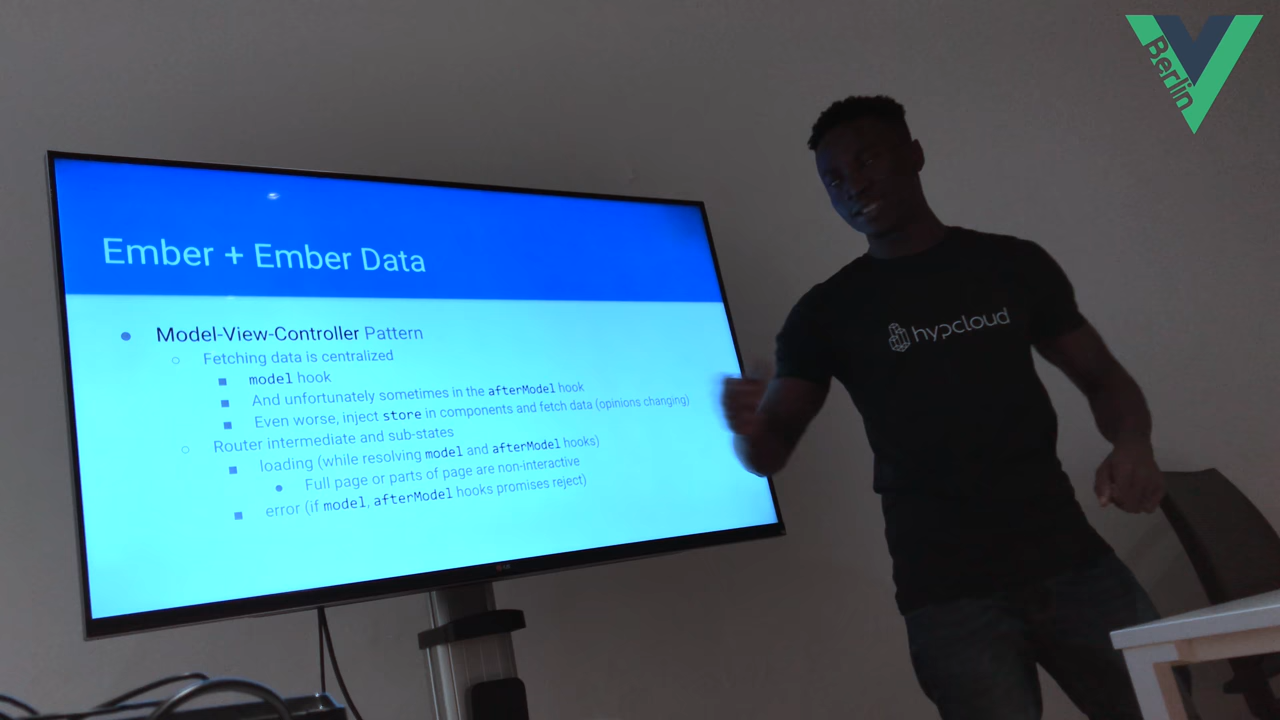 Ember + Ember Data
Model-View-Controller Pattern
Fetching data is centralized
model hook
And unfortunately sometimes in the afterModel hook
Even worse, inject store in components and fetch data (opinions changing)
Router intermediate and sub-states
loading (while resolving model and afterModel hooks)
Full page or parts of page are non-interactive
error (if model, afterModel hooks promises reject)
LG
hypcloud
Berlin